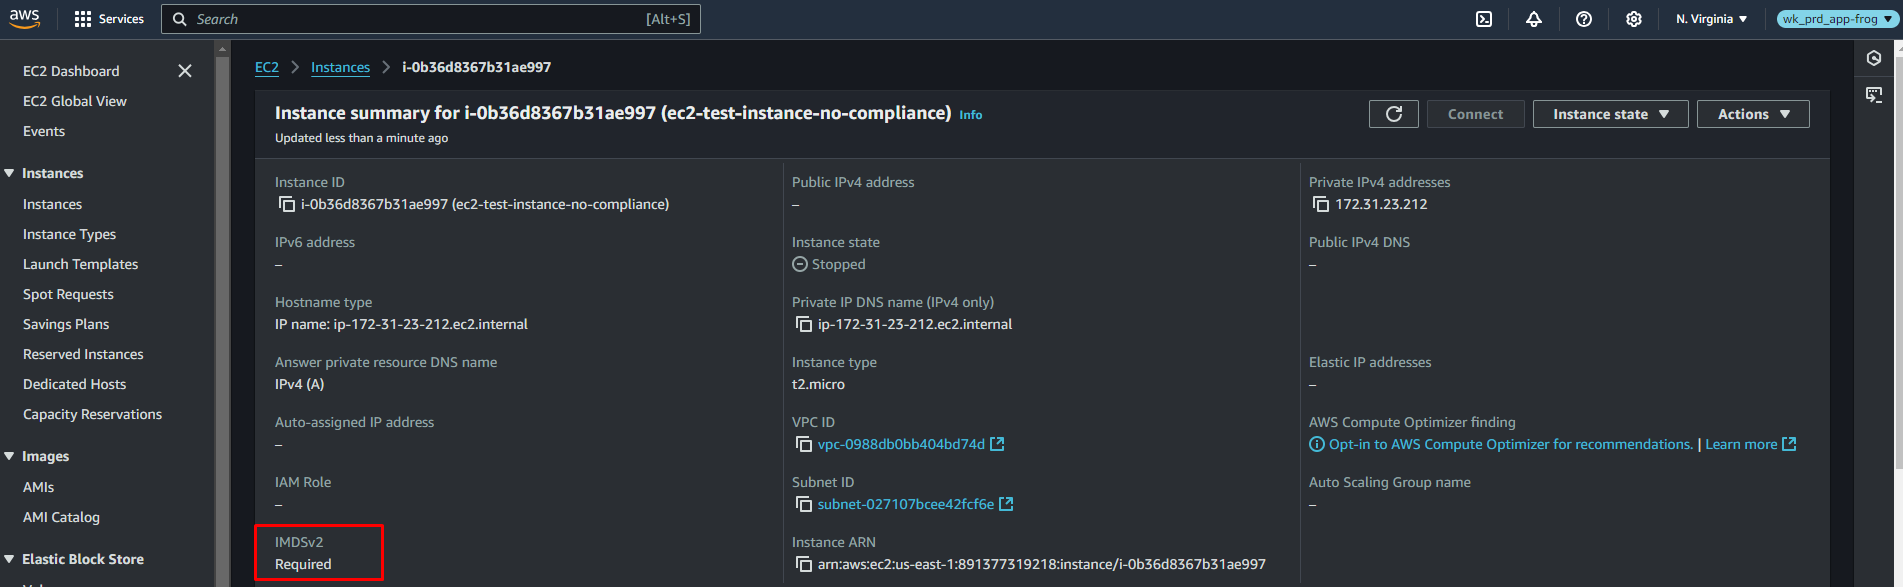 aws
Services
Search
[Alt+S]
N. Virginia
wk_prd_app-frog
EC2 Dashboard
EC2 Global View
Events
Instances
Instances
Instance Types
Launch Templates
Spot Requests
Savings Plans
Reserved Instances
Dedicated Hosts
Capacity Reservations
Images
AMIs
AMI Catalog
Elastic Block Store
EC2
Instances
i-0b36d8367b31ae997
Instance summary for i-0b36d8367b31ae997 (ec2-test-instance-no-compliance) Info
Updated less than a minute ago
Connect
Instance state
Actions
Instance ID
i-0b36d8367b31ae997 (ec2-test-instance-no-compliance)
IPv6 address
–
Hostname type
IP name: ip-172-31-23-212.ec2.internal
Answer private resource DNS name
IPv4 (A)
Auto-assigned IP address
–
IAM Role
–
IMDSv2
Required
Public IPv4 address
–
Instance state
Stopped
Private IP DNS name (IPv4 only)
ip-172-31-23-212.ec2.internal
Instance type
t2.micro
VPC ID
vpc-0988db0bb404bd74d
Subnet ID
subnet-027107bcee42fcf6e
Instance ARN
arn:aws:ec2:us-east-1:891377319218:instance/i-0b36d8367b31ae997
Private IPv4 addresses
172.31.23.212
Public IPv4 DNS
–
Elastic IP addresses
–
AWS Compute Optimizer finding
Opt-in to AWS Compute Optimizer for recommendations. | Learn more
Auto Scaling Group name
–